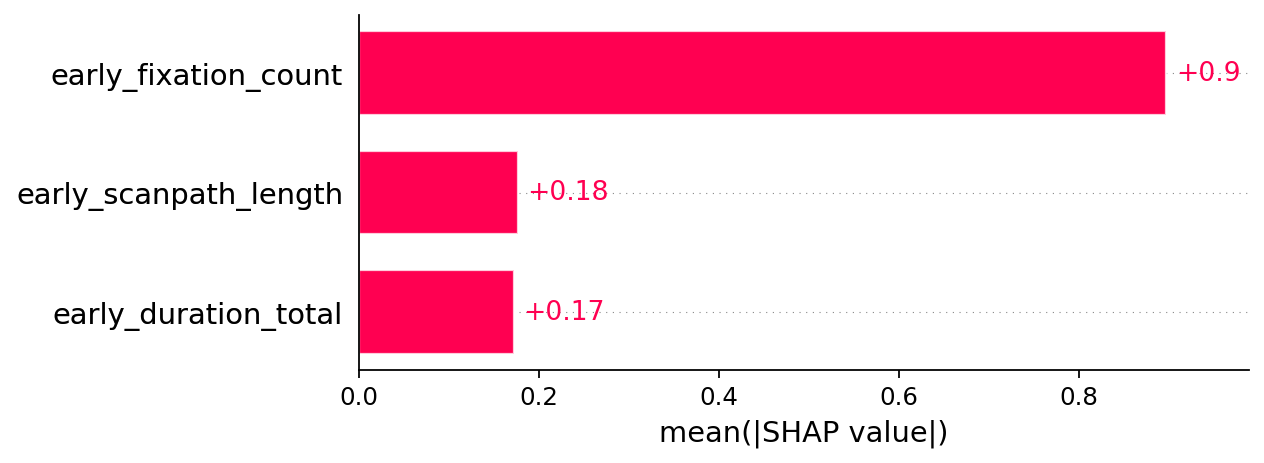 early_fixation_count
+0.9
early_scanpath_length
+0.18
early_duration_total
+0.17
0.0 0.2 0.4 0.6 0.8
mean(|SHAP value|)